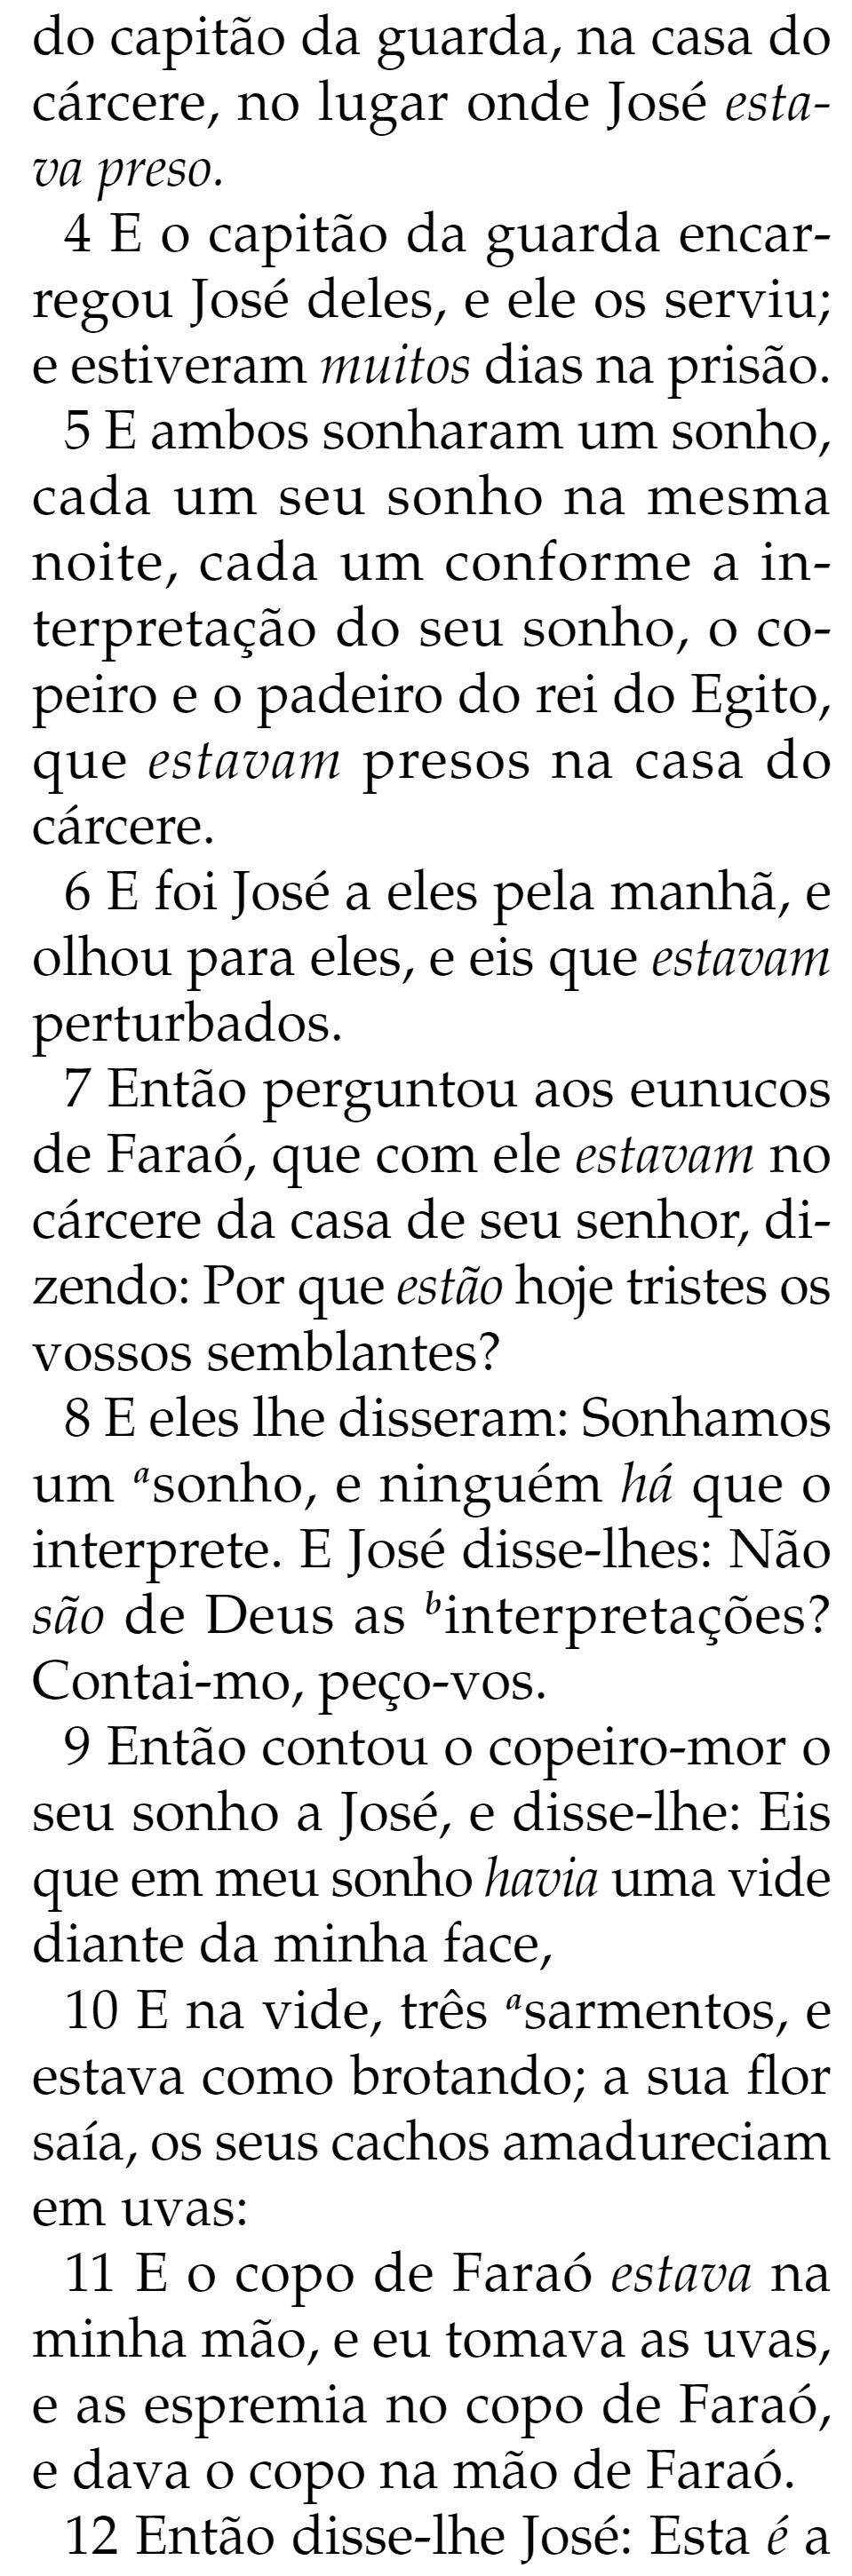 do capitão da guarda, na casa do
cárcere, no lugar onde José esta-
va preso.
4 E o capitão da guarda encar-
regou José deles, e ele os serviu;
e estiveram muitos dias na prisão.
5 E ambos sonharam um sonho,
cada um seu sonho na mesma
noite, cada um conforme a in-
terpretação do seu sonho, o co-
peiro e o padeiro do rei do Egito,
que estavam presos na casa do
cárcere.
6 E foi José a eles pela manhã, e
olhou para eles, e eis que estavam
perturbados.
7 Então perguntou aos eunucos
de Faraó, que com ele estavam no
cárcere da casa de seu senhor, di-
zendo: Por que estão hoje tristes os
vossos semblantes?
8 E eles lhe disseram: Sonhamos
um ᵃsonho, e ninguém há que o
interprete. E José disse-lhes: Não
são de Deus as ᵇinterpretações?
Contai-mo, peço-vos.
9 Então contou o copeiro-mor o
seu sonho a José, e disse-lhe: Eis
que em meu sonho havia uma vide
diante da minha face,
10 E na vide, três ᵃsarmentos, e
estava como brotando; a sua flor
saía, os seus cachos amadureciam
em uvas:
11 E o copo de Faraó estava na
minha mão, e eu tomava as uvas,
e as espremia no copo de Faraó,
e dava o copo na mão de Faraó.
12 Então disse-lhe José: Esta é a